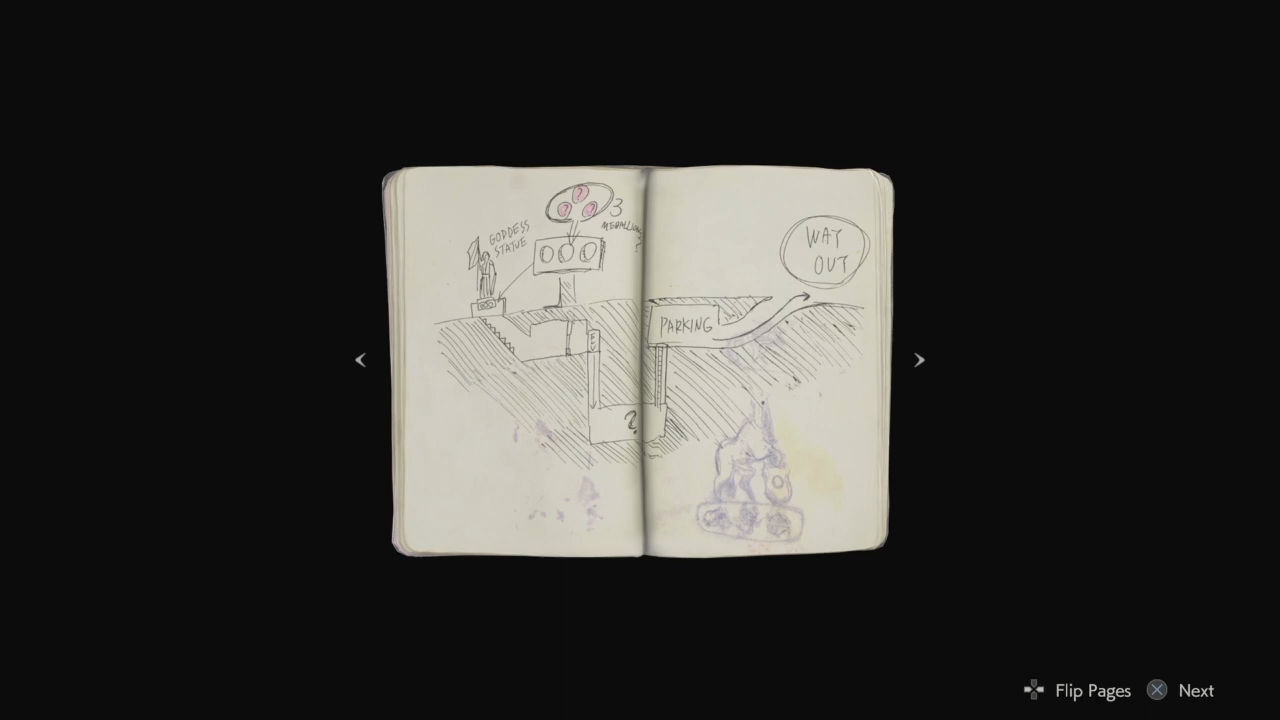 ? ? ?
3
MEDALLIONS
?
GODDESS
STATUE
WAY
OUT
PARKING
?
Flip Pages
Next